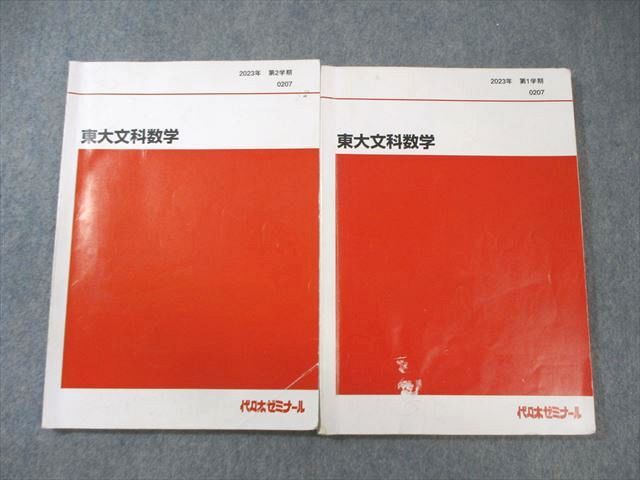 2023年 第2学期
0207
東大文科数学
代々木ゼミナール
2023年 第1学期
0207
東大文科数学
代々木ゼミナール